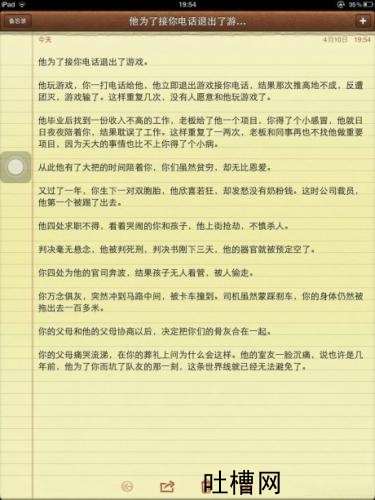 iPad
19:54
35%
备忘录
他为了接你电话退出了游...
+
今天
4月10日 19:54
他为了接你电话退出了游戏。
他玩游戏，你一打电话给他，他立即退出游戏接你电话，结果那次推高地不成，反遭
团灭，游戏输了。这样重复几次，没有人愿意和他玩游戏了。
他毕业后找到一份收入不高的工作，老板给了他一个项目，你得了个小感冒，他就日
日夜夜陪着你，结果耽误了工作。这样重复了一两次，老板和同事再也不找他做重要
项目，因为天大的事情也比不上你得了个小病。
从此他有了大把的时间陪着你，你们虽然贫穷，却无比恩爱。
又过了一年，你生下一对双胞胎，他欣喜若狂，却发愁没有奶粉钱。这时公司裁员，
他第一个被踢了出去。
他四处求职不得，看着哭闹的你和孩子，他上街抢劫，不慎杀人。
判决毫无悬念，他被判死刑，判决书刚下三天，他的器官就被预定空了。
你四处为他的官司奔波，结果孩子无人看管，被人偷走。
你万念俱灰，突然冲到马路中间，被卡车撞到。司机虽然蒙踩刹车，你的身体仍然被
拖出去一百多米。
你的父母和他的父母协商以后，决定把你们的骨灰合在一起。
你的父母痛哭流涕，在你的葬礼上问为什么会这样。他的室友一脸沉痛，说也许是几
年前，他为了你而坑了队友的那一刻，这条世界线就已经无法避免了。
吐槽网